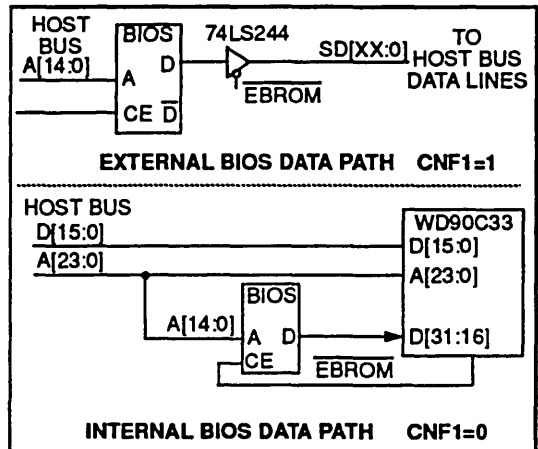 HOST BUS
A[14:0]
BIOS
A D
CE D
74LS244
EBROM
SD[XX:0]
TO HOST BUS DATA LINES
EXTERNAL BIOS DATA PATH CNF1=1
HOST BUS
D[15:0]
A[23:0]
WD90C33
D[15:0]
A[23:0]
D[31:16]
A[14:0]
BIOS
A D
CE
EBROM
INTERNAL BIOS DATA PATH CNF1=0